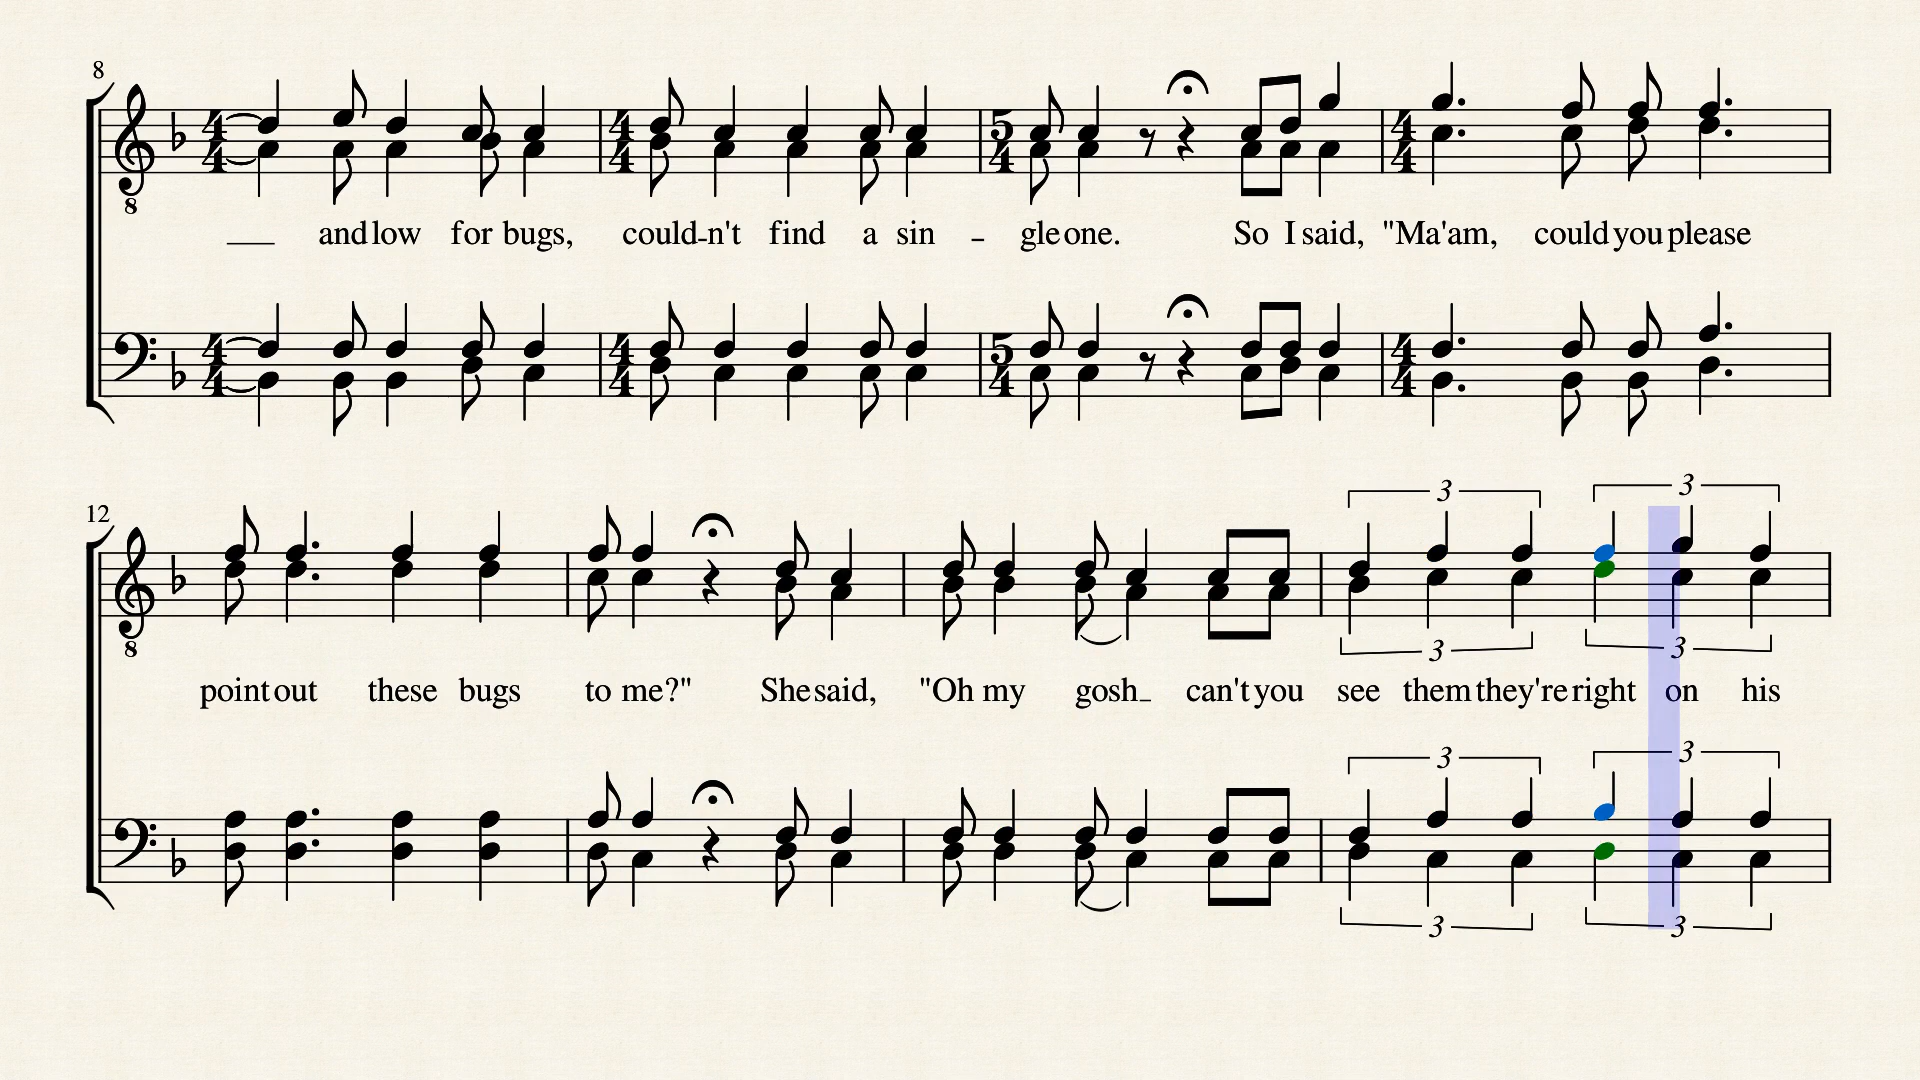 8
and low for bugs, could-n't find a sin - gle one. So I said, "Ma'am, could you please
12
point out these bugs to me?" She said, "Oh my gosh_ can't you see them they're right on his